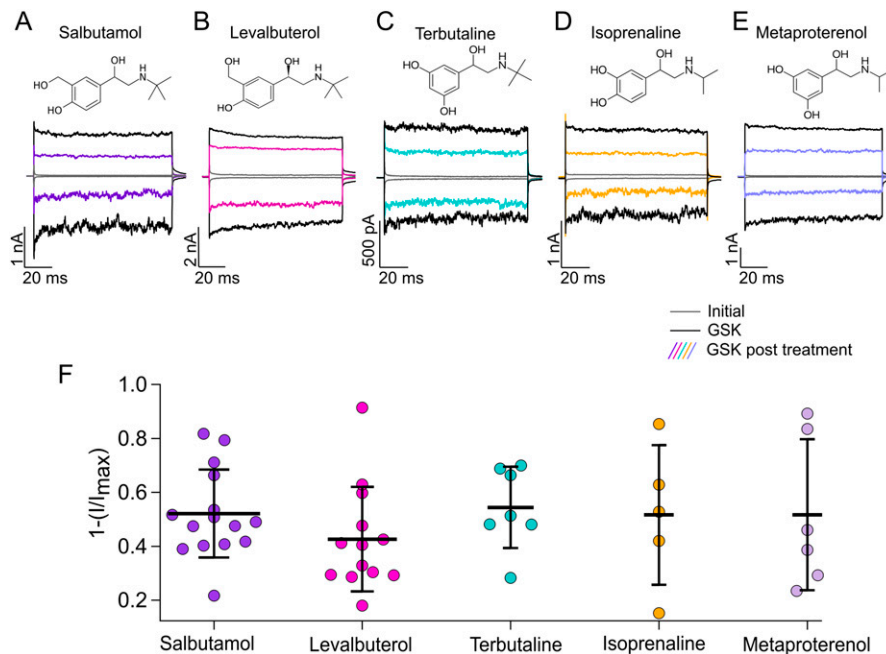 A Salbutamol
B Levalbuterol
C Terbutaline
D Isoprenaline
E Metaproterenol
OH
HO
HO
H
N
HO
OH
HO
H
N
OH
HO
OH
H
N
OH
HO
HO
H
N
OH
HO
OH
H
N
1 nA
20 ms
2 nA
20 ms
500 pA
20 ms
1 nA
20 ms
1 nA
20 ms
Initial
GSK
GSK post treatment
F
1-(I/Imax)
1.0
0.8
0.6
0.4
0.2
Salbutamol
Levalbuterol
Terbutaline
Isoprenaline
Metaproterenol